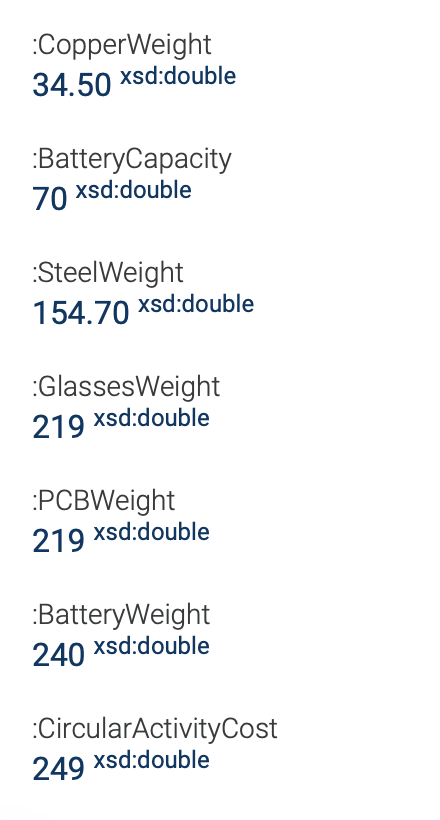 :CopperWeight
34.50 xsd:double
:BatteryCapacity
70 xsd:double
:SteelWeight
154.70 xsd:double
:GlassesWeight
219 xsd:double
:PCBWeight
219 xsd:double
:BatteryWeight
240 xsd:double
:CircularActivityCost
249 xsd:double